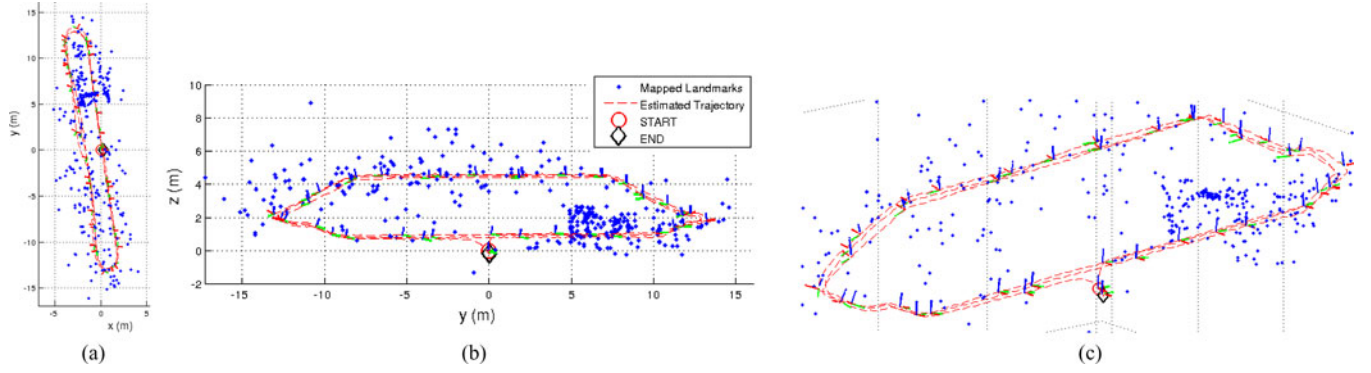 15
10
5
0
-5
-10
-15
y (m)
-5
0
5
x (m)
(a)
10
8
6
4
2
0
-2
z (m)
-15
-10
-5
0
5
10
15
y (m)
Mapped Landmarks
Estimated Trajectory
START
END
(b)
(c)